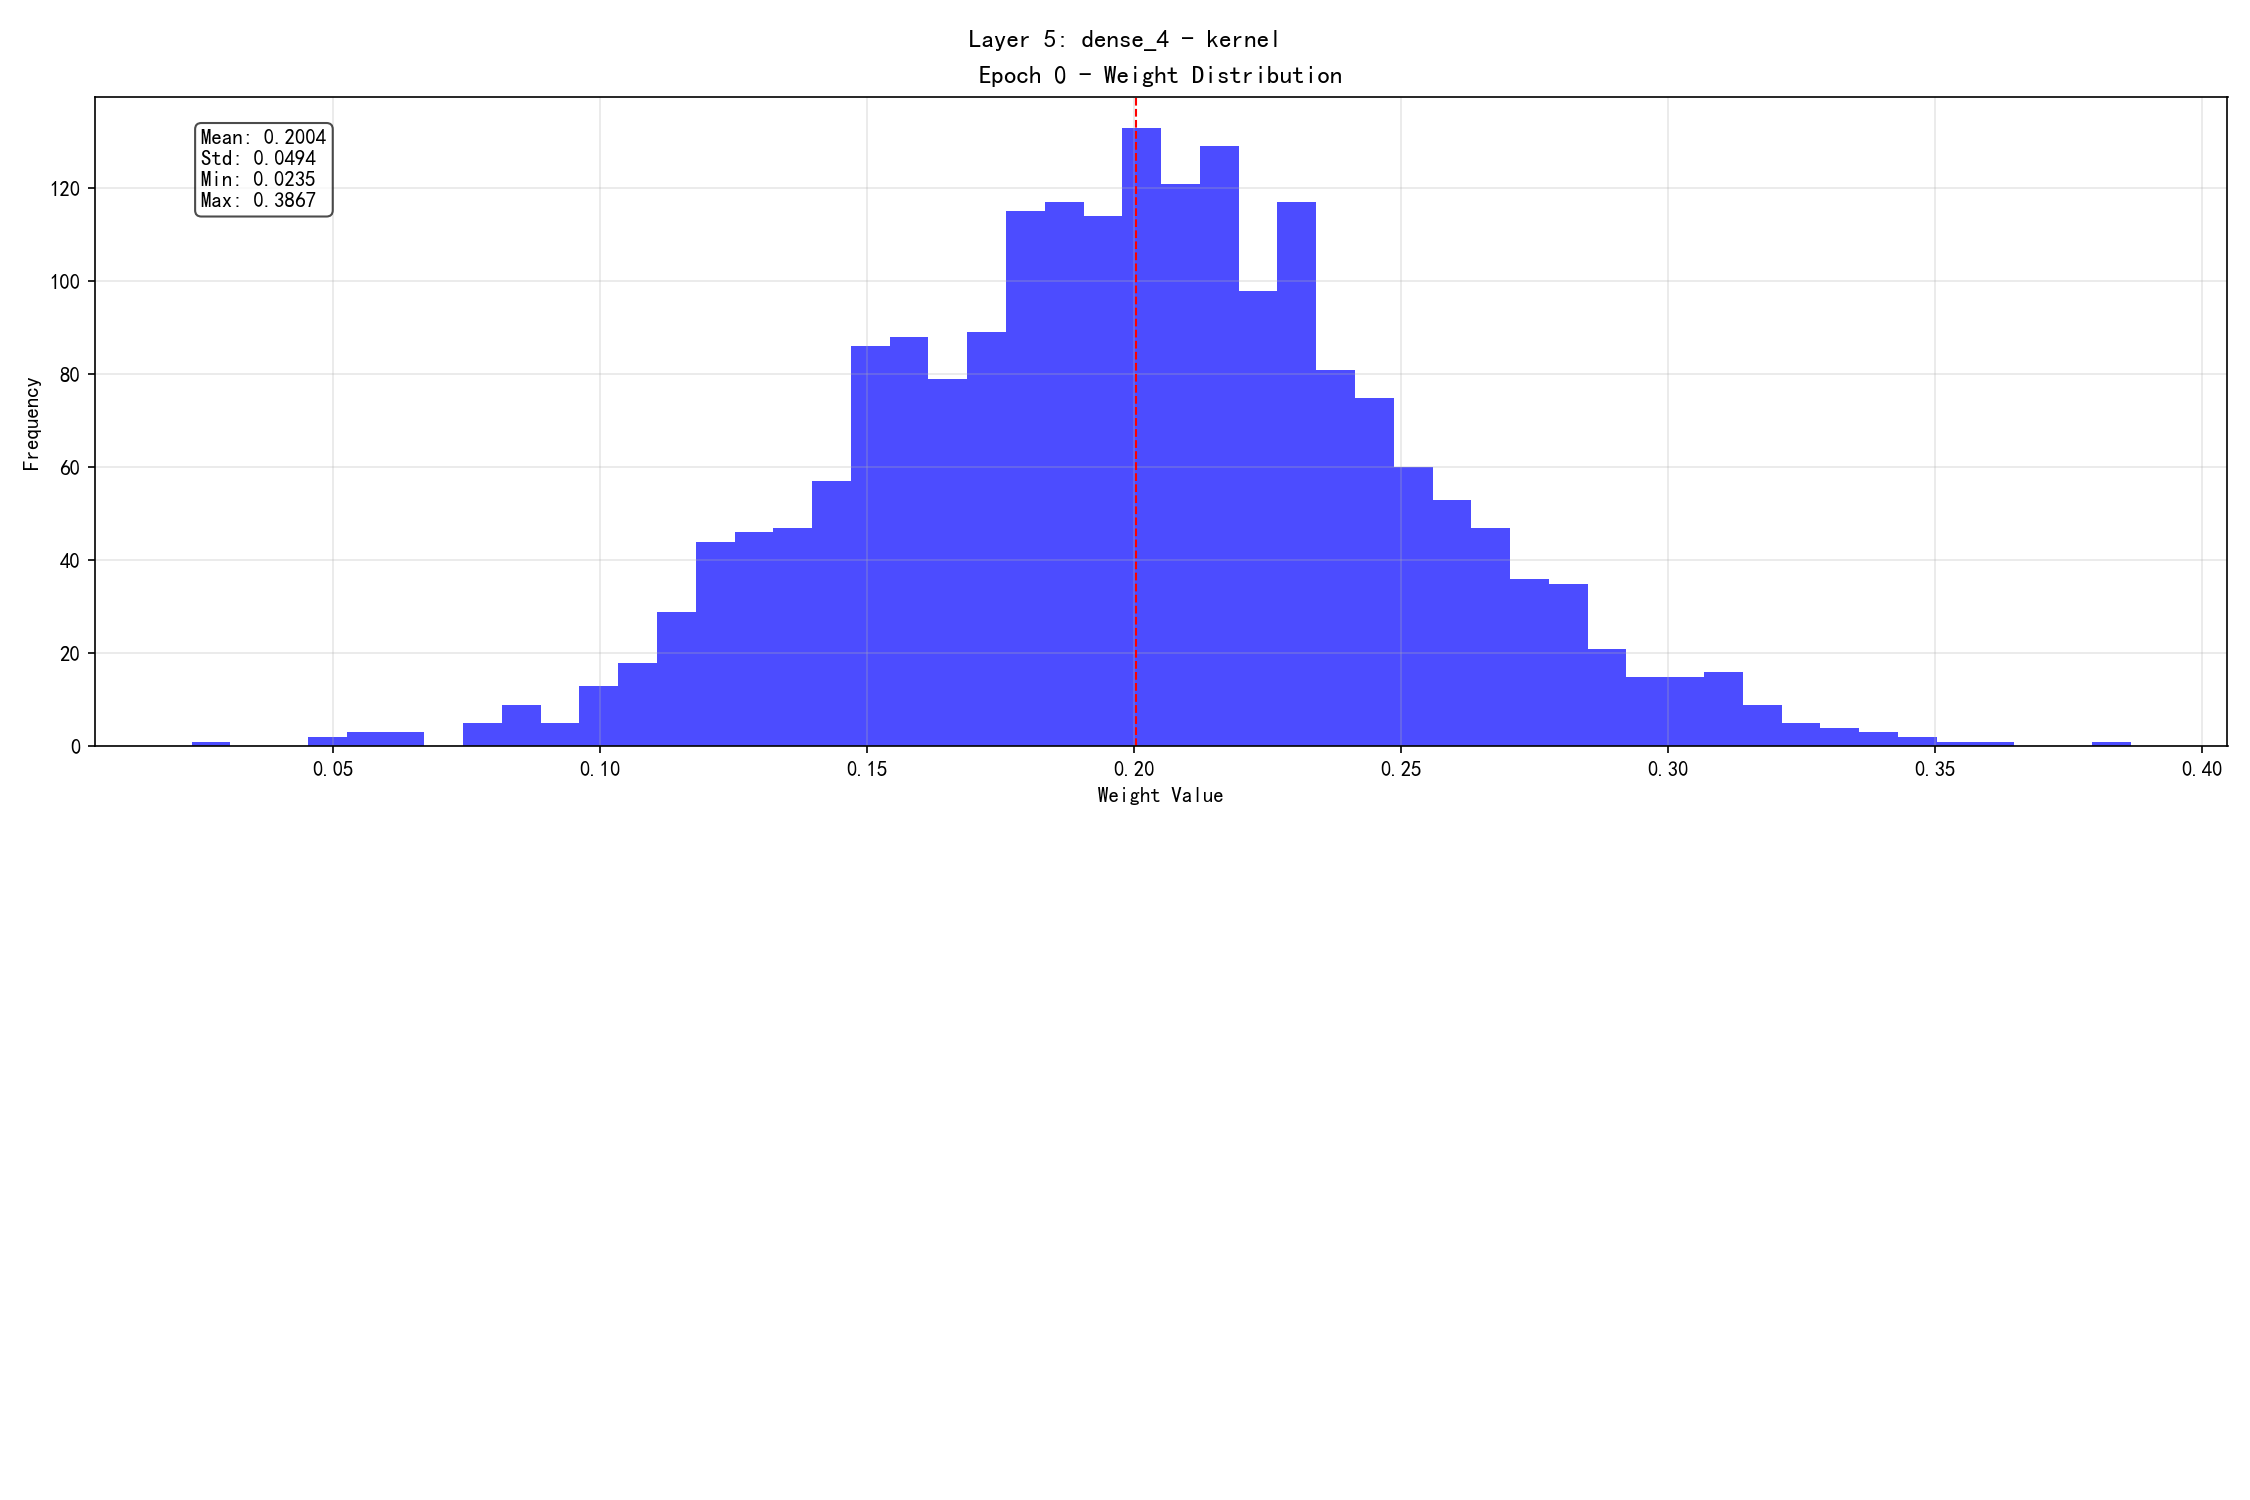 Layer 5: dense_4 - kernel
Epoch 0 - Weight Distribution
Mean: 0.2004
Std: 0.0494
Min: 0.0235
Max: 0.3867
Frequency
120
100
80
60
40
20
0
0.05 0.10 0.15 0.20 0.25 0.30 0.35 0.40
Weight Value